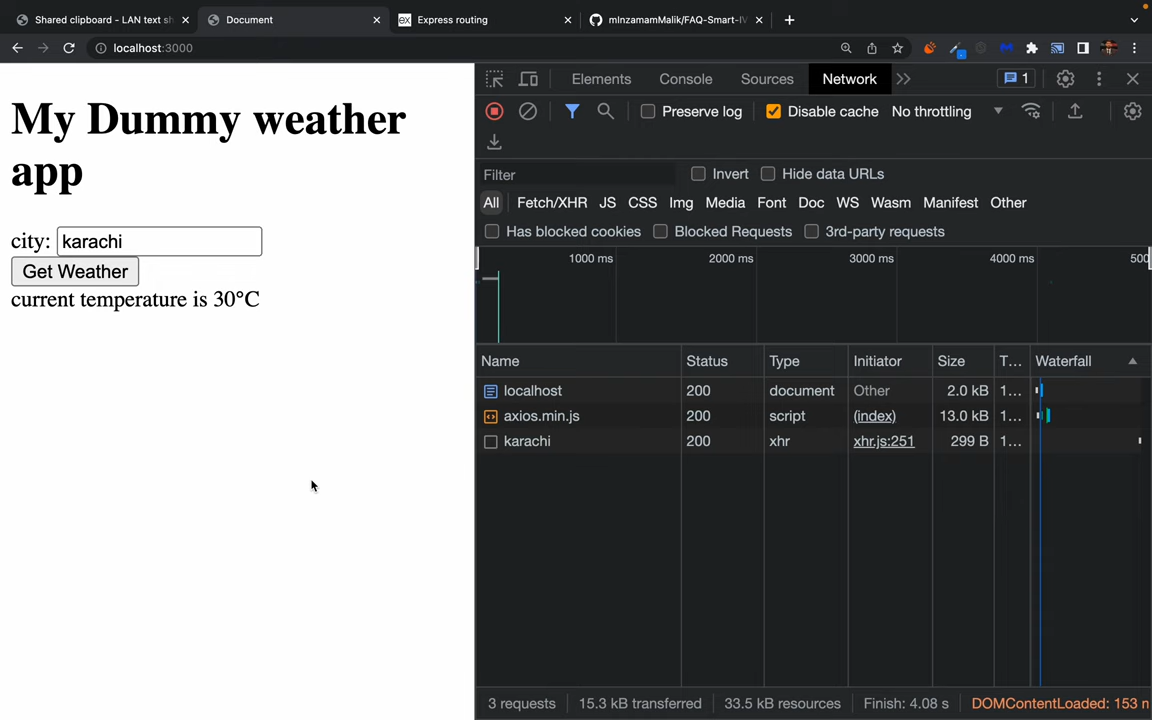 Shared clipboard - LAN text sh
Document
Express routing
mInzamamMalik/FAQ-Smart-IV
localhost:3000
My Dummy weather
app
city: karachi
Get Weather
current temperature is 30°C
Elements Console Sources Network 1
Preserve log Disable cache No throttling
Filter Invert Hide data URLs
All Fetch/XHR JS CSS Img Media Font Doc WS Wasm Manifest Other
Has blocked cookies Blocked Requests 3rd-party requests
1000 ms 2000 ms 3000 ms 4000 ms 500
Name Status Type Initiator Size T... Waterfall
localhost 200 document Other 2.0 kB 1...
axios.min.js 200 script (index) 13.0 kB 1...
karachi 200 xhr xhr.js:251 299 B 1...
3 requests 15.3 kB transferred 33.5 kB resources Finish: 4.08 s DOMContentLoaded: 153 m